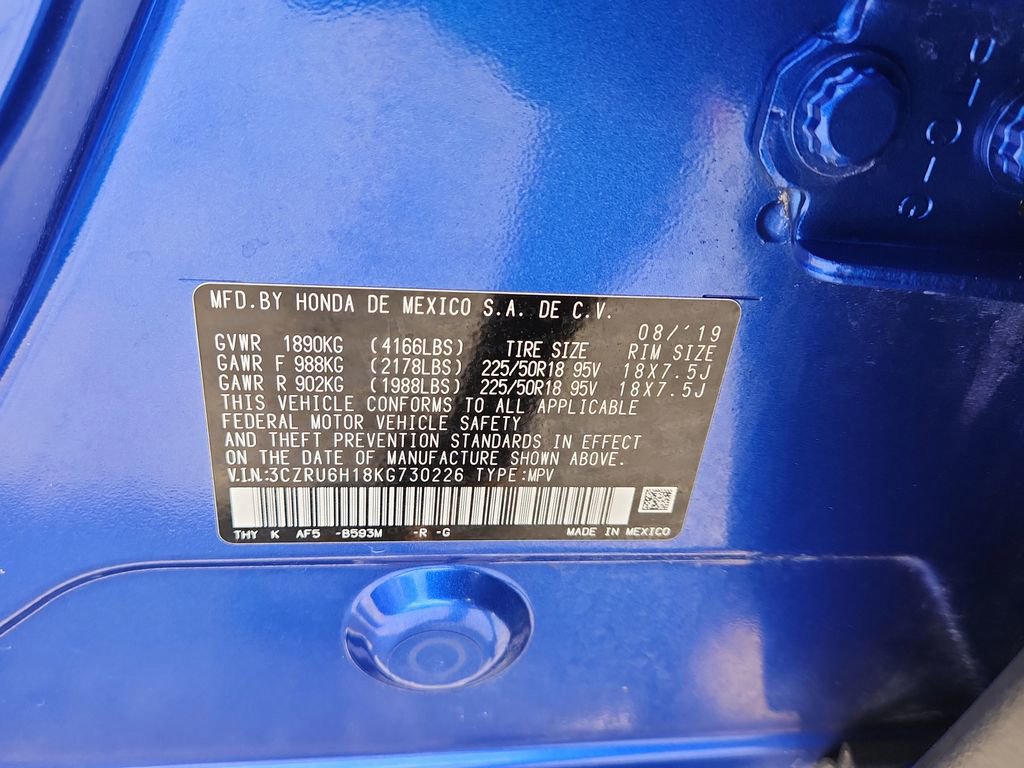 MFD.BY HONDA DE MEXICO S.A. DE C.V.
08/'19
GVWR 1890KG (4166LBS) TIRE SIZE RIM SIZE
GAWR F 988KG (2178LBS) 225/50R18 95V 18X7.5J
GAWR R 902KG (1988LBS) 225/50R18 95V 18X7.5J
THIS VEHICLE CONFORMS TO ALL APPLICABLE
FEDERAL MOTOR VEHICLE SAFETY
AND THEFT PREVENTION STANDARDS IN EFFECT
ON THE DATE OF MANUFACTURE SHOWN ABOVE.
V.I.N.:3CZRU6H18KG730226 TYPE:MPV
THY K AF5 -B593M -R -G MADE IN MEXICO